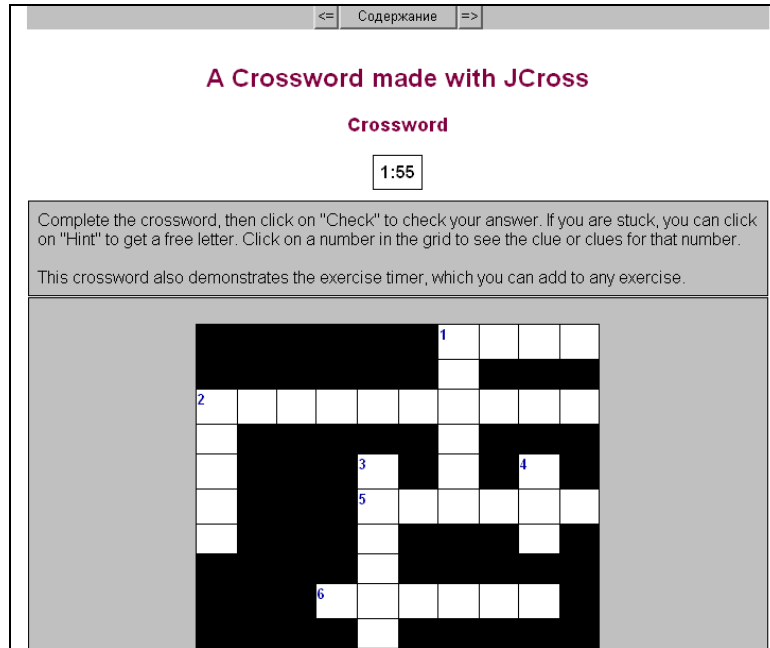 <= Содержание =>
A Crossword made with JCross
Crossword
1:55
Complete the crossword, then click on "Check" to check your answer. If you are stuck, you can click
on "Hint" to get a free letter. Click on a number in the grid to see the clue or clues for that number.
This crossword also demonstrates the exercise timer, which you can add to any exercise.
1
2
3 4
5
6